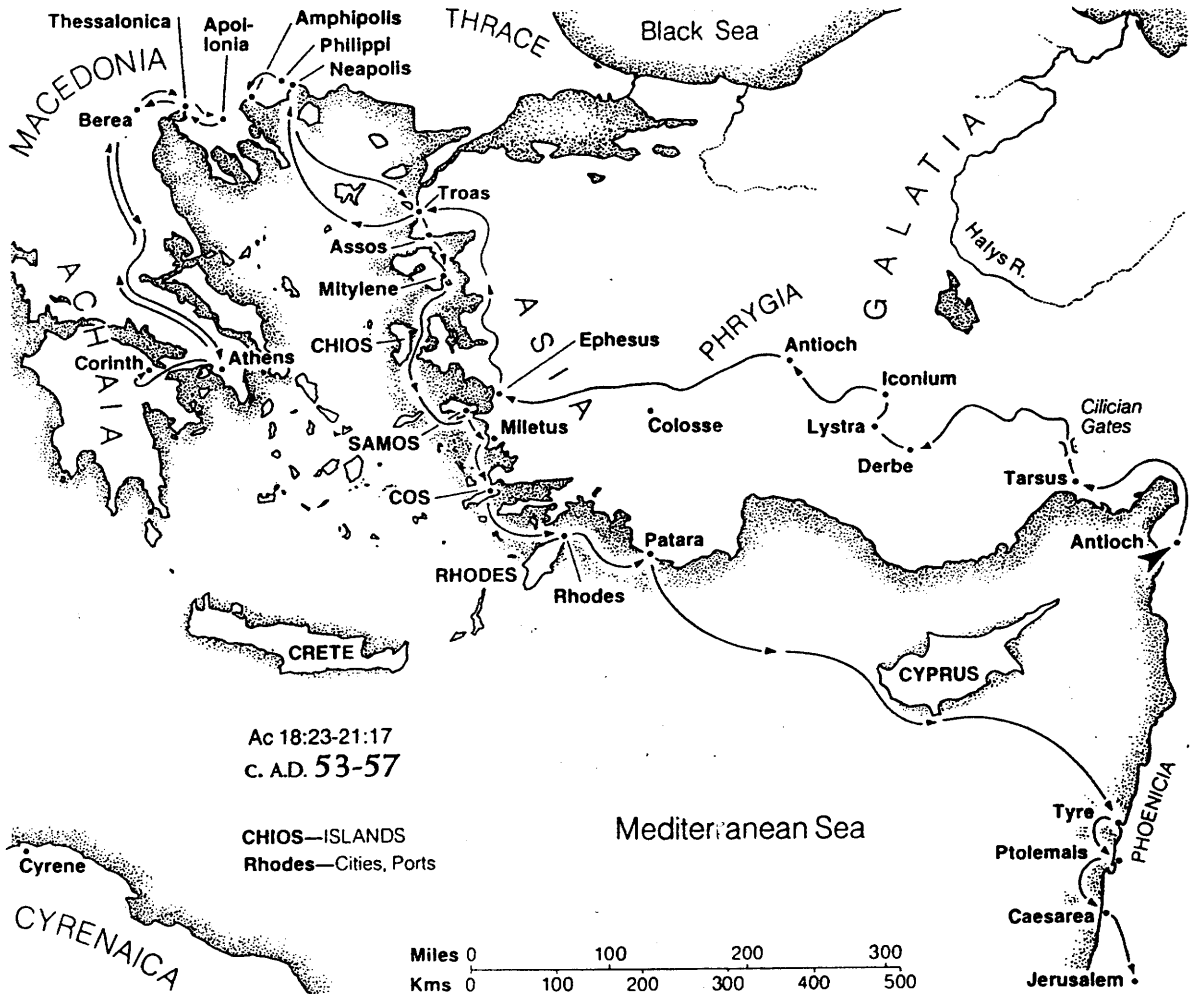 Thessalonica
Apol-
lonia
Amphipolis
Philippi
Neapolis
THRACE
Black Sea
MACEDONIA
Berea
GALATIA
Troas
Halys R.
Assos
ACHAIA
Mitylene
ASIA
PHRYGIA
CHIOS
Ephesus
Antioch
Corinth
Athens
Iconium
Cilician
Gates
Miletus
Colosse
Lystra
SAMOS
Derbe
Tarsus
COS
Patara
Antioch
RHODES
Rhodes
CRETE
CYPRUS
Ac 18:23-21:17
c. A.D. 53-57
Mediterranean Sea
PHOENICIA
Tyre
CHIOS—ISLANDS
Rhodes—Cities, Ports
Ptolemais
Cyrene
Caesarea
CYRENAICA
Miles 0 100 200 300
Kms 0 100 200 300 400 500
Jerusalem